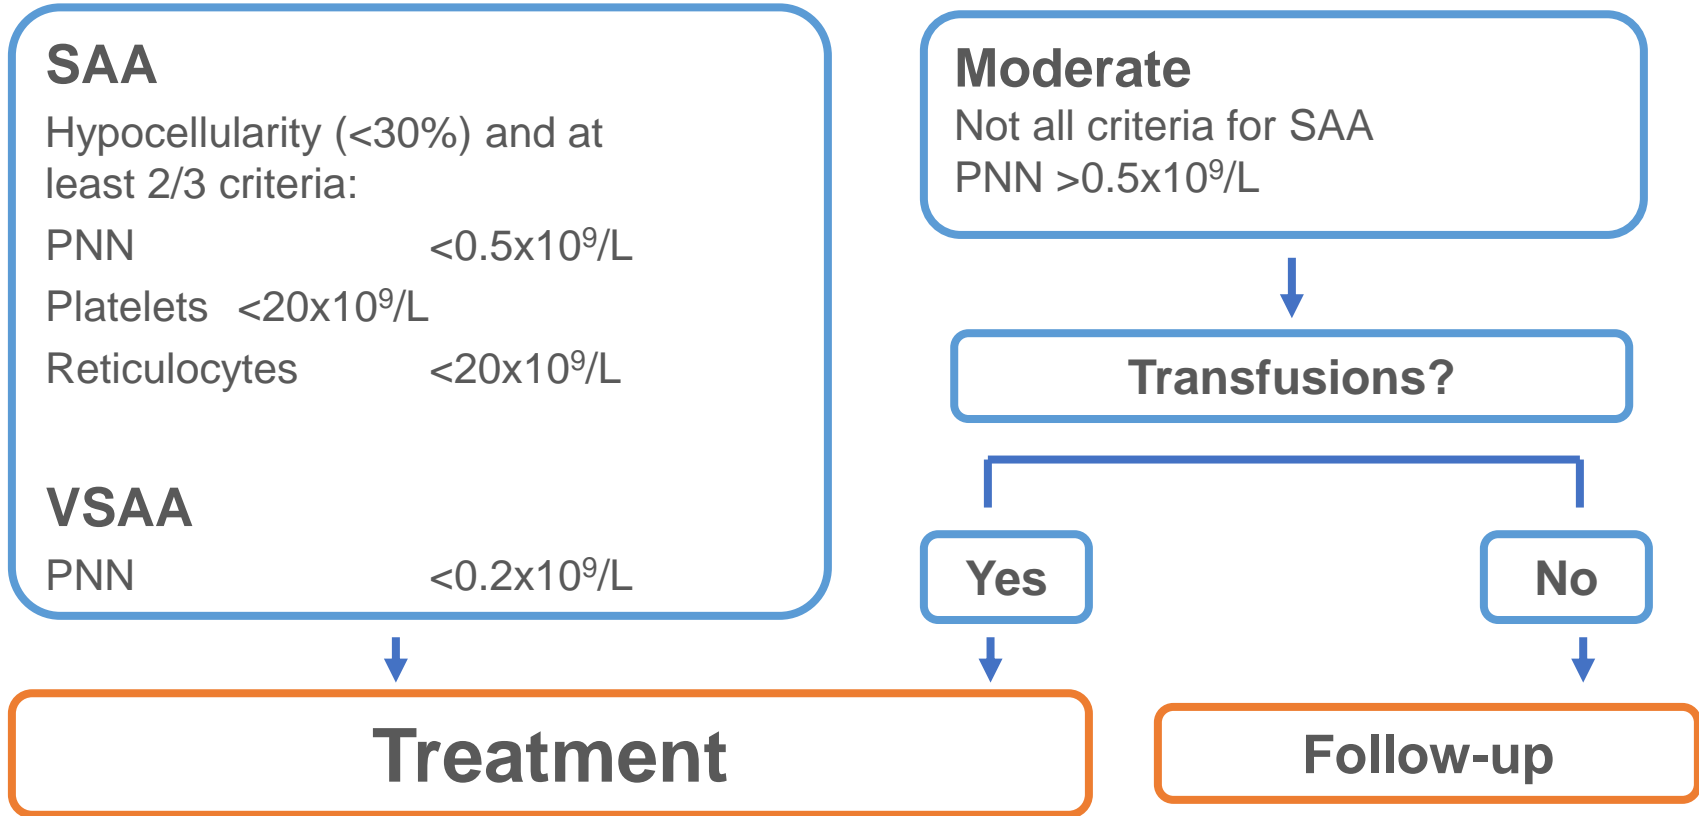 SAA
Hypocellularity (<30%) and at
least 2/3 criteria:
PNN <0.5x10⁹/L
Platelets <20x10⁹/L
Reticulocytes <20x10⁹/L
VSAA
PNN <0.2x10⁹/L
Moderate
Not all criteria for SAA
PNN >0.5x10⁹/L
Transfusions?
Yes
No
Treatment
Follow-up